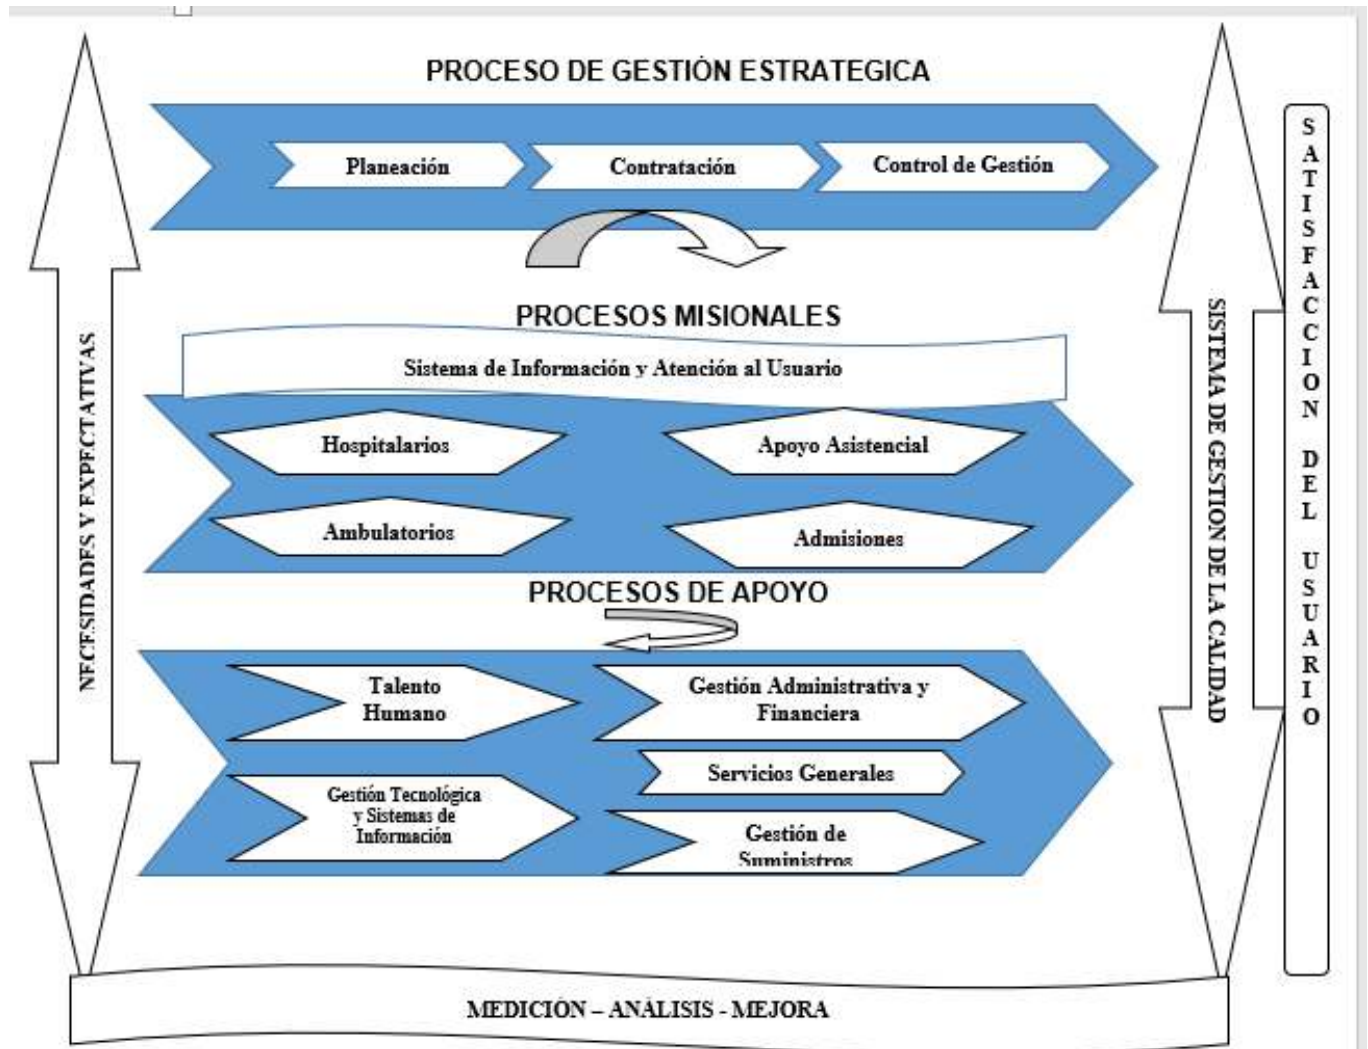 PROCESO DE GESTIÓN ESTRATEGICA
Planeación
Contratación
Control de Gestión
PROCESOS MISIONALES
Sistema de Información y Atención al Usuario
Hospitalarios
Apoyo Asistencial
Ambulatorios
Admisiones
PROCESOS DE APOYO
Talento
Humano
Gestión Administrativa y
Financiera
Servicios Generales
Gestión Tecnológica
y Sistemas de
Información
Gestión de
Suministros
NECESIDADES Y EXPECTATIVAS
SISTEMA DE GESTION DE LA CALIDAD
SATISFACCCION DEL USUARIO
MEDICIÓN – ANÁLISIS - MEJORA